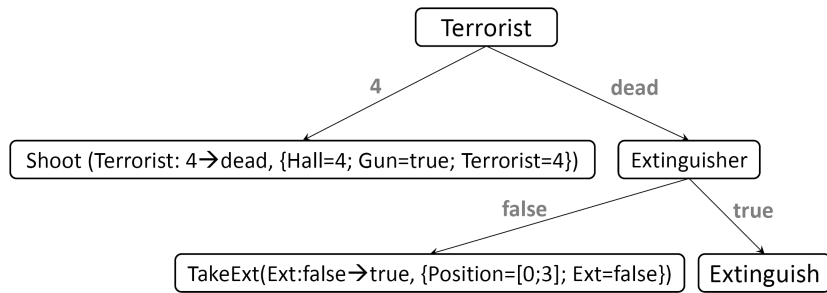 Terrorist
4
dead
Shoot (Terrorist: 4→dead, {Hall=4; Gun=true; Terrorist=4})
Extinguisher
false
true
TakeExt(Ext:false→true, {Position=[0;3]; Ext=false})
Extinguish